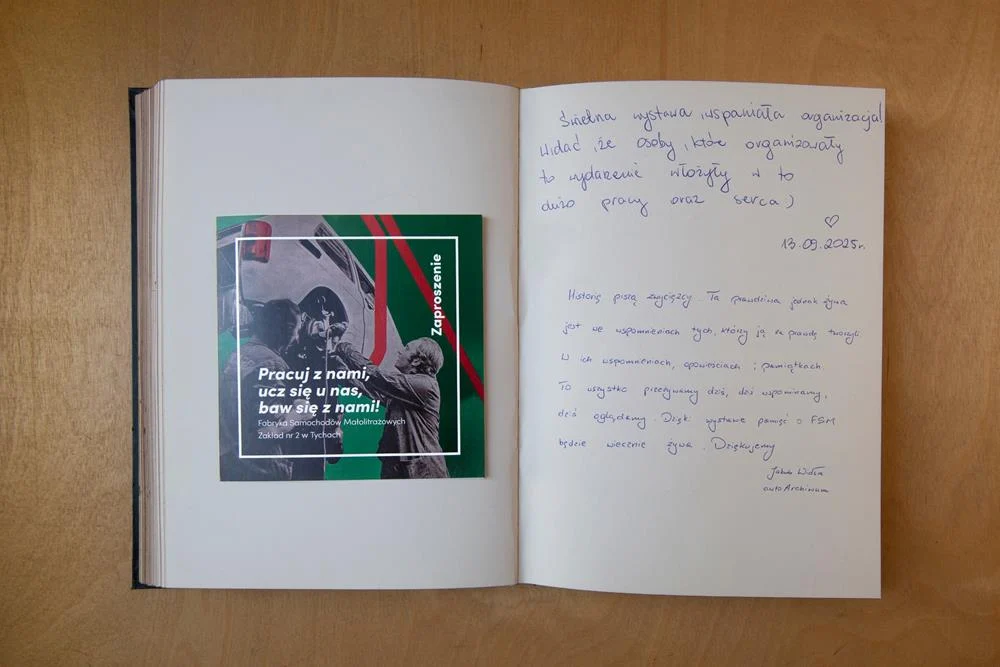 Zaproszenie
Pracuj z nami,
ucz się u nas,
baw się z nami!
Fabryka Samochodów Małolitrażowych
Zakład nr 2 w Tychach
Świetna wystawa, wspaniała organizacja!
Widać, że osoby, które organizowały
to wydarzenie włożyły w to
dużo pracy oraz serca:)
♡
13.09.2025r.
Historię piszą zwycięzcy. Ta prawdziwa jednak żywa
jest we wspomnieniach tych, którzy ją na prawdę tworzyli
W ich wspomnieniach, opowieściach i pamiątkach
To wszystko przeżywamy dziś, dziś wspominamy,
dziś oglądamy. Dzięki wystawie pamięć o FSM
będzie wiecznie żywa. Dziękujemy
Jakub
autoArchiwum